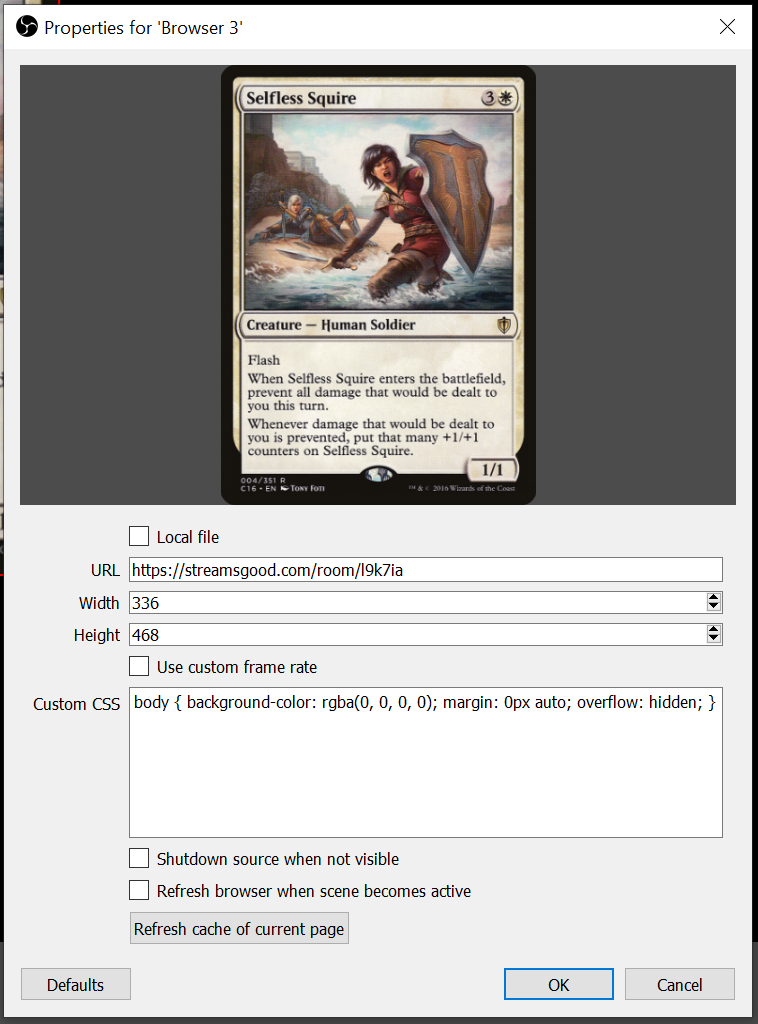 Properties for 'Browser 3'
Selfless Squire
3
Creature — Human Soldier
Flash
When Selfless Squire enters the battlefield,
prevent all damage that would be dealt to
you this turn.
Whenever damage that would be dealt to
you is prevented, put that many +1/+1
counters on Selfless Squire.
1/1
004/351 R
C16 • EN Tony Foti
™ & © 2016 Wizards of the Coast
Local file
URL https://streamsgood.com/room/l9k7ia
Width 336
Height 468
Use custom frame rate
Custom CSS body { background-color: rgba(0, 0, 0, 0); margin: 0px auto; overflow: hidden; }
Shutdown source when not visible
Refresh browser when scene becomes active
Refresh cache of current page
Defaults OK Cancel